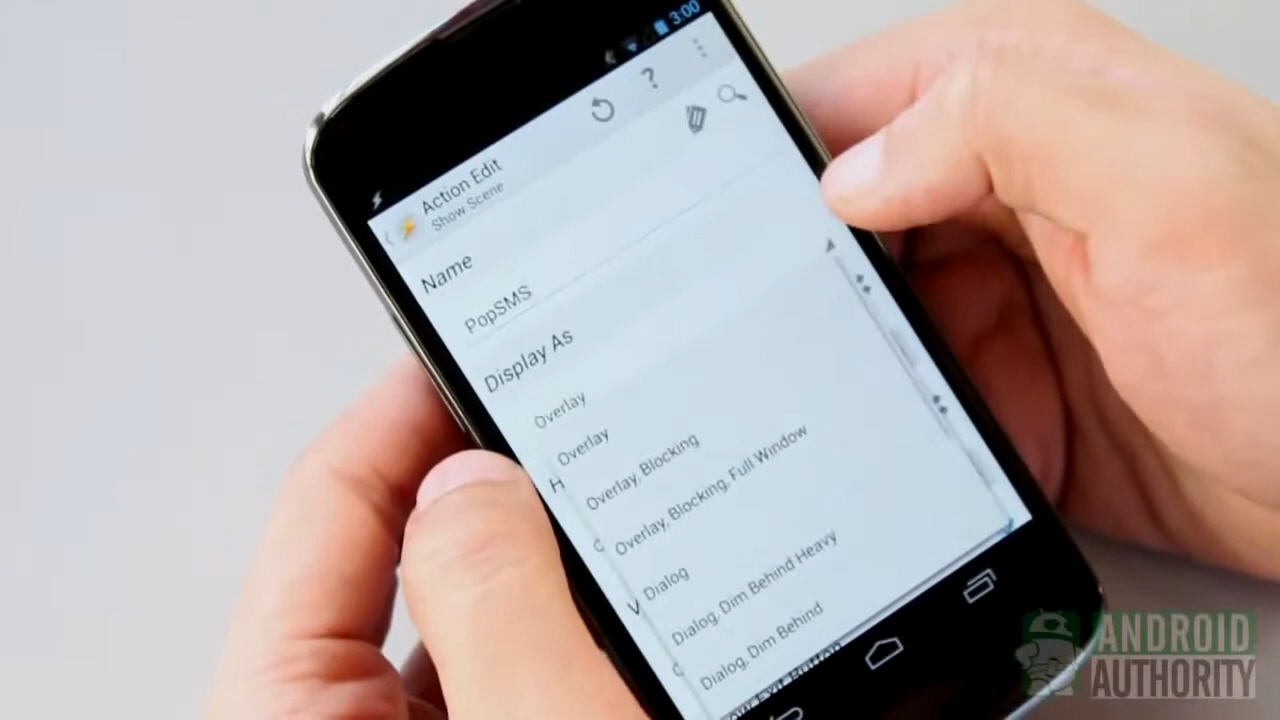 3:00
?
Action Edit
Show Scene
Name
PopSMS
Display As
Overlay
Overlay
H
Overlay, Blocking
Overlay, Blocking, Full Window
Dialog
Dialog, Dim Behind Heavy
Dialog, Dim Behind
ANDROID
AUTHORITY